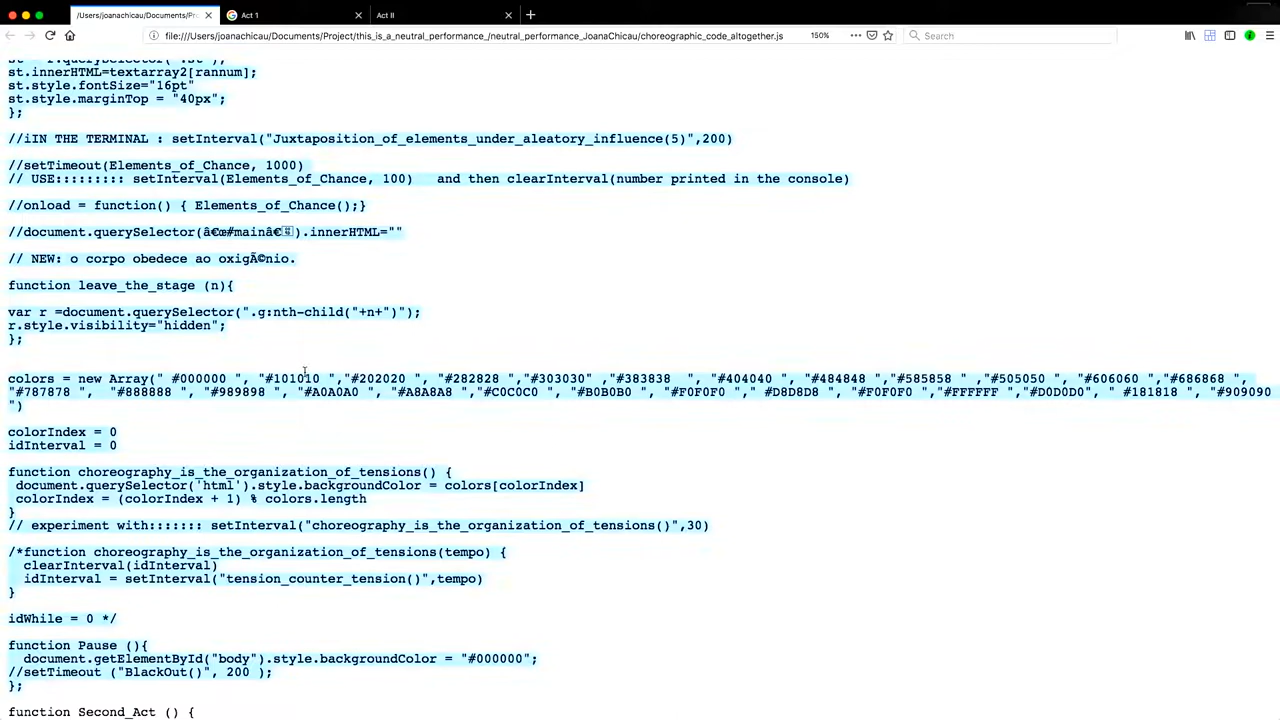 /Users/joanachicau/Documents/Pr
Act 1
Act II
file:///Users/joanachicau/Documents/Project/this_is_a_neutral_performance_/neutral_performance_JoanaChicau/choreographic_code_altogether.js
150%
Search
st.innerHTML=textarray2[rannum];
st.style.fontSize="16pt"
st.style.marginTop = "40px";
};
//iIN THE TERMINAL : setInterval("Juxtaposition_of_elements_under_aleatory_influence(5)",200)
//setTimeout(Elements_of_Chance, 1000)
// USE::::::::: setInterval(Elements_of_Chance, 100)   and then clearInterval(number printed in the console)
//onload = function() { Elements_of_Chance();}
//document.querySelector(â€œ#mainâ€).innerHTML=""
// NEW: o corpo obedece ao oxigÃ©nio.
function leave_the_stage (n){
var r =document.querySelector(".g:nth-child("+n+")");
r.style.visibility="hidden";
};
colors = new Array(" #000000 ", "#101010 ","#202020 ", "#282828 ","#303030" ,"#383838  ", "#404040 ", "#484848 ","#585858 ","#505050 ", "#606060 ","#686868 ",
"#787878 ",  "#888888 ", "#989898 ", "#A0A0A0 ", "#A8A8A8 ","#C0C0C0 ", "#B0B0B0 ", "#F0F0F0 ", "#D8D8D8 ", "#F0F0F0 ","#FFFFFF ","#D0D0D0", " #181818 ", "#909090
")
colorIndex = 0
idInterval = 0
function choreography_is_the_organization_of_tensions() {
document.querySelector('html').style.backgroundColor = colors[colorIndex]
colorIndex = (colorIndex + 1) % colors.length
}
// experiment with::::::: setInterval("choreography_is_the_organization_of_tensions()",30)
/*function choreography_is_the_organization_of_tensions(tempo) {
clearInterval(idInterval)
idInterval = setInterval("tension_counter_tension()",tempo)
}
idWhile = 0 */
function Pause (){
document.getElementById("body").style.backgroundColor = "#000000";
//setTimeout ("BlackOut()", 200 );
};
function Second_Act () {